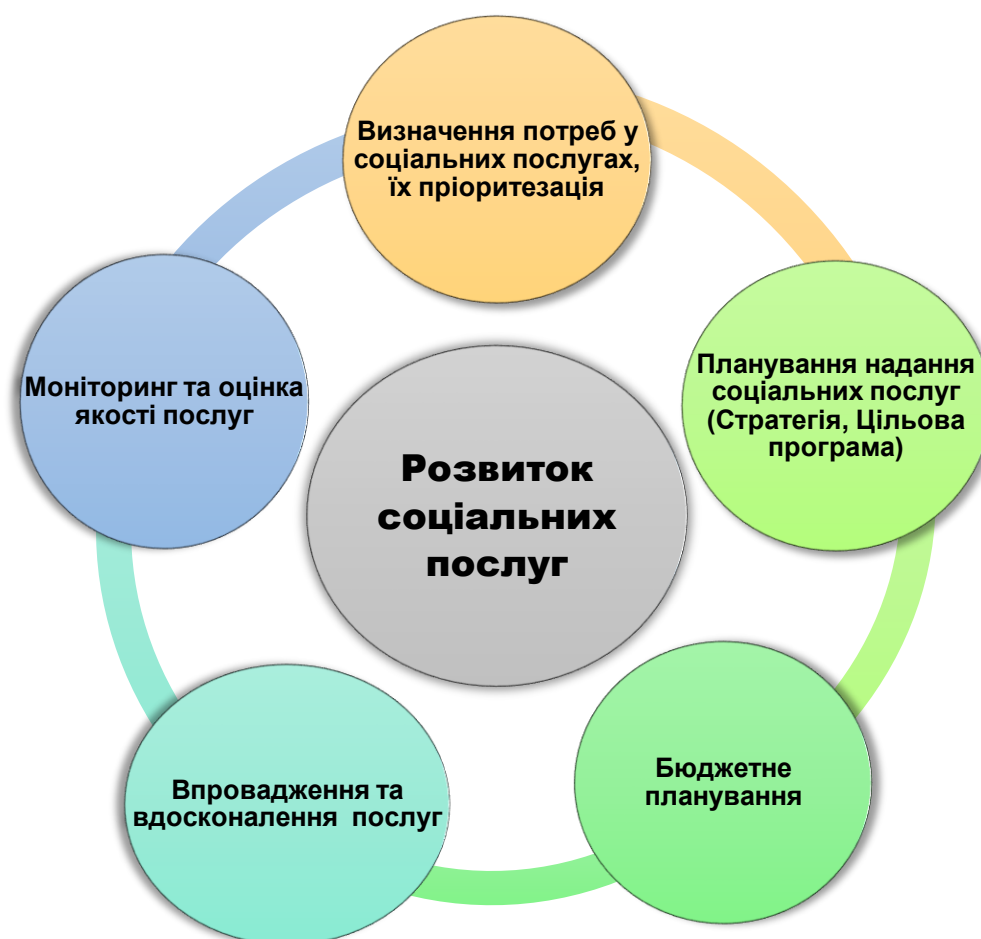 Визначення потреб у
соціальних послугах,
їх пріоритезація
Планування надання
соціальних послуг
(Стратегія, Цільова
програма)
Бюджетне
планування
Впровадження та
вдосконалення  послуг
Моніторинг та оцінка
якості послуг
Розвиток
соціальних
послуг